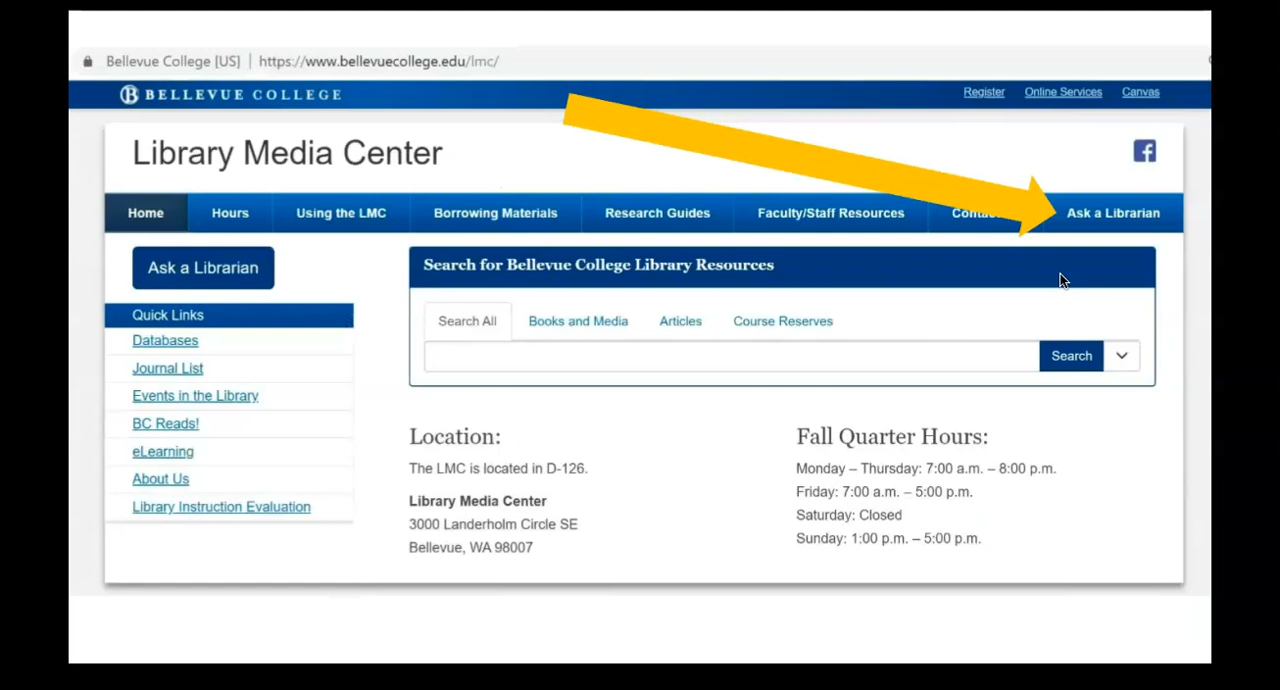 Bellevue College [US] | https://www.bellevuecollege.edu/lmc/
BELLEVUE COLLEGE
Register Online Services Canvas
Library Media Center
Home Hours Using the LMC Borrowing Materials Research Guides Faculty/Staff Resources Ask a Librarian
Ask a Librarian
Search for Bellevue College Library Resources
Quick Links
Search All Books and Media Articles Course Reserves
Databases
Search
Journal List
Events in the Library
BC Reads!
eLearning
About Us
Library Instruction Evaluation
Location:
The LMC is located in D-126.
Library Media Center
3000 Landerholm Circle SE
Bellevue, WA 98007
Fall Quarter Hours:
Monday – Thursday: 7:00 a.m. – 8:00 p.m.
Friday: 7:00 a.m. – 5:00 p.m.
Saturday: Closed
Sunday: 1:00 p.m. – 5:00 p.m.